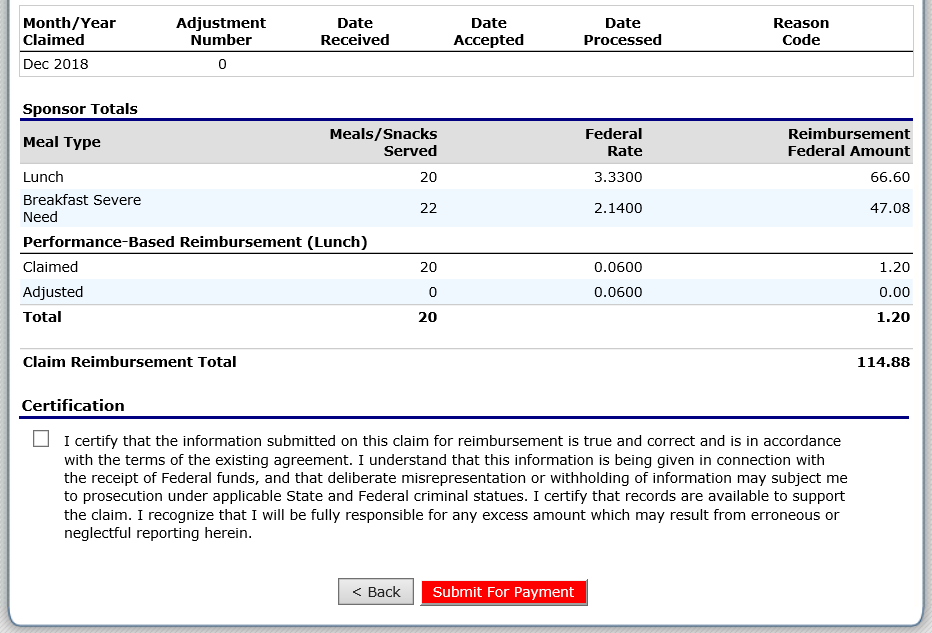 Month/Year Claimed Adjustment Number Date Received Date Accepted Date Processed Reason Code
Dec 2018 0
Sponsor Totals
Meal Type Meals/Snacks Served Federal Rate Reimbursement Federal Amount
Lunch 20 3.3300 66.60
Breakfast Severe Need 22 2.1400 47.08
Performance-Based Reimbursement (Lunch)
Claimed 20 0.0600 1.20
Adjusted 0 0.0600 0.00
Total 20 1.20
Claim Reimbursement Total 114.88
Certification
I certify that the information submitted on this claim for reimbursement is true and correct and is in accordance
with the terms of the existing agreement. I understand that this information is being given in connection with
the receipt of Federal funds, and that deliberate misrepresentation or withholding of information may subject me
to prosecution under applicable State and Federal criminal statues. I certify that records are available to support
the claim. I recognize that I will be fully responsible for any excess amount which may result from erroneous or
neglectful reporting herein.
< Back Submit For Payment